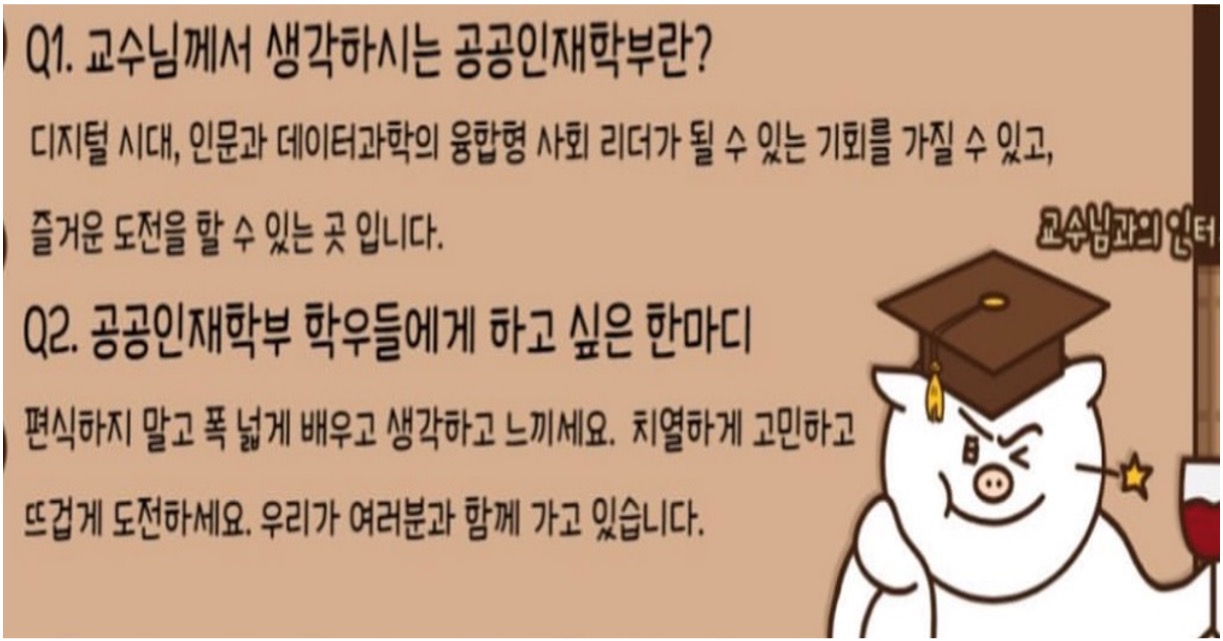 Q1. 교수님께서 생각하시는 공공인재학부란?
디지털 시대, 인문과 데이터과학의 융합형 사회 리더가 될 수 있는 기회를 가질 수 있고,
즐거운 도전을 할 수 있는 곳 입니다.
교수님과의 인터
Q2. 공공인재학부 학우들에게 하고 싶은 한마디
편식하지 말고 폭 넓게 배우고 생각하고 느끼세요. 치열하게 고민하고
뜨겁게 도전하세요. 우리가 여러분과 함께 가고 있습니다.